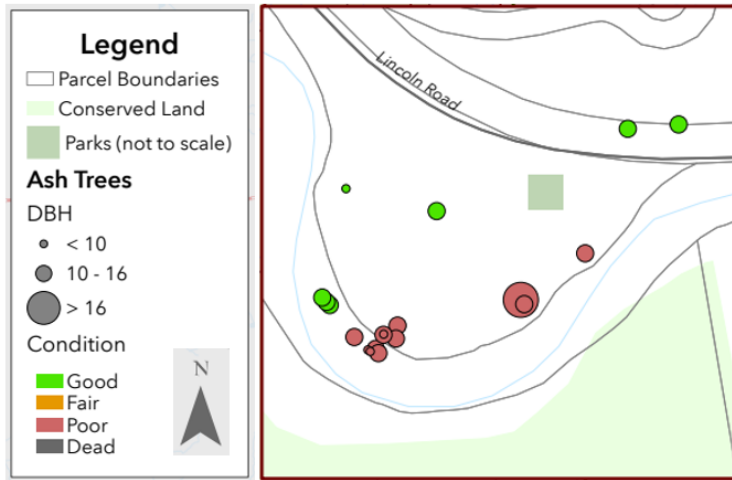 Legend
Parcel Boundaries
Conserved Land
Parks (not to scale)
Ash Trees
DBH
< 10
10 - 16
> 16
Condition
N
Good
Fair
Poor
Dead
Lincoln Road